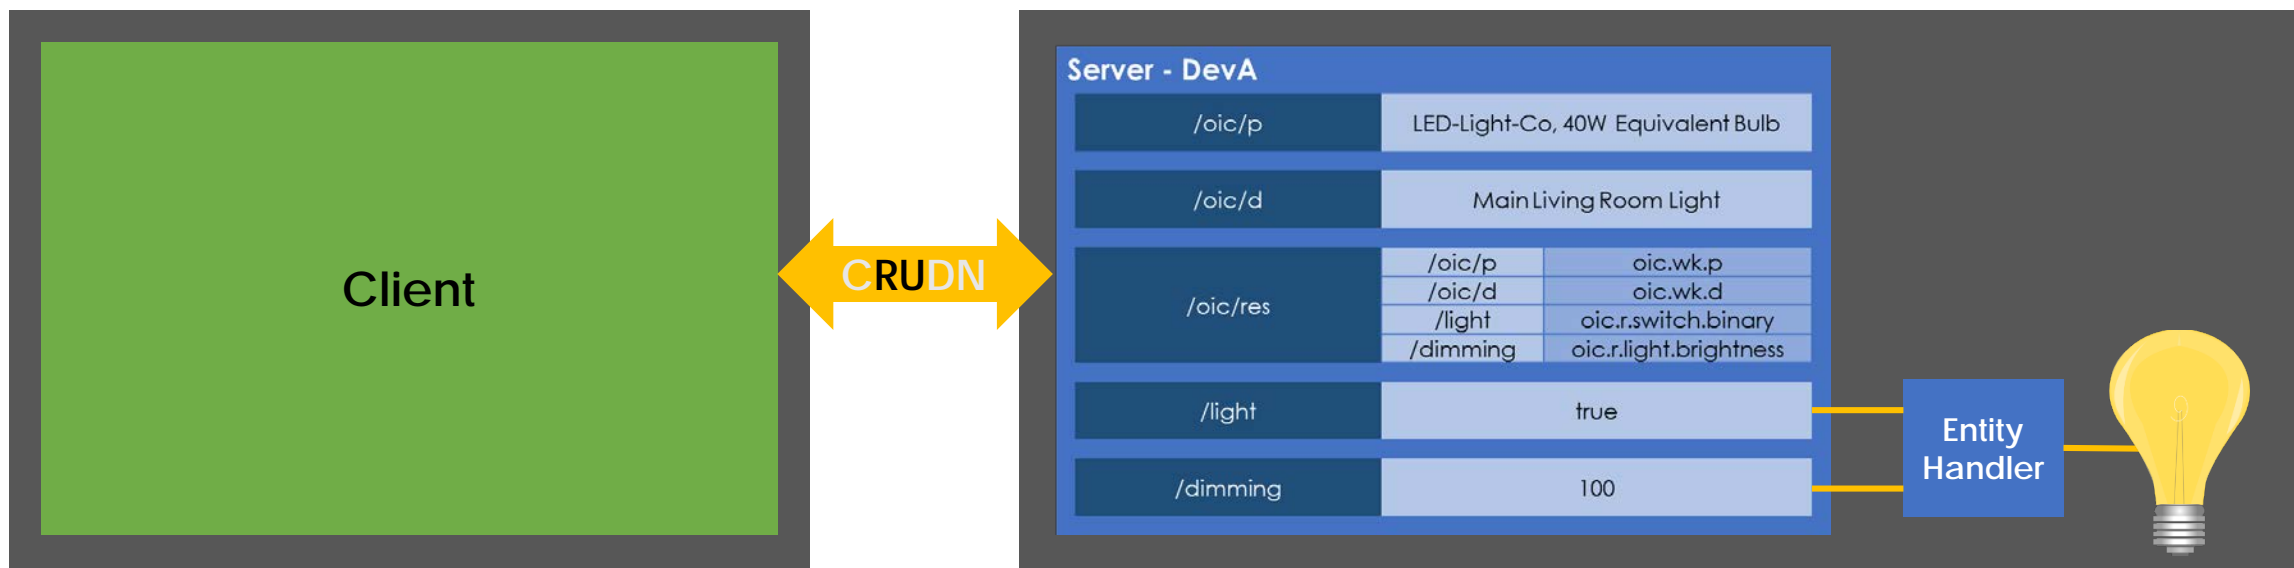 Client
CRUDN
Server - DevA
/oic/p LED-Light-Co, 40W Equivalent Bulb
/oic/d Main Living Room Light
/oic/res
/oic/p oic.wk.p
/oic/d oic.wk.d
/light oic.r.switch.binary
/dimming oic.r.light.brightness
/light true
/dimming 100
Entity
Handler